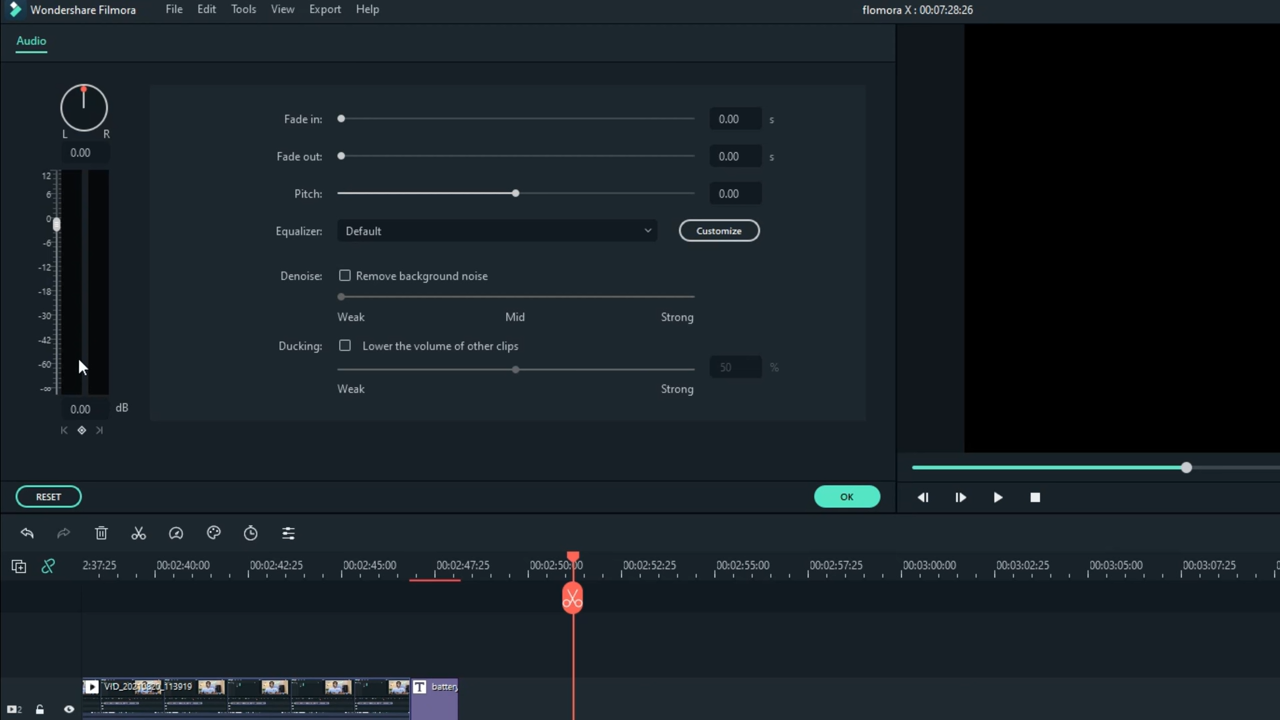 Wondershare Filmora File Edit Tools View Export Help flomora X : 00:07:28:26
Audio
L R
0.00
12
6
0
-6
-12
-18
-30
-42
-60
-∞
0.00 dB
Fade in: 0.00 s
Fade out: 0.00 s
Pitch: 0.00
Equalizer: Default Customize
Denoise: Remove background noise
Weak Mid Strong
Ducking: Lower the volume of other clips
50 %
Weak Strong
RESET OK
2:37:25 00:02:40:00 00:02:42:25 00:02:45:00 00:02:47:25 00:02:50:00 00:02:52:25 00:02:55:00 00:02:57:25 00:03:00:00 00:03:02:25 00:03:05:00 00:03:07:25
T battery
2